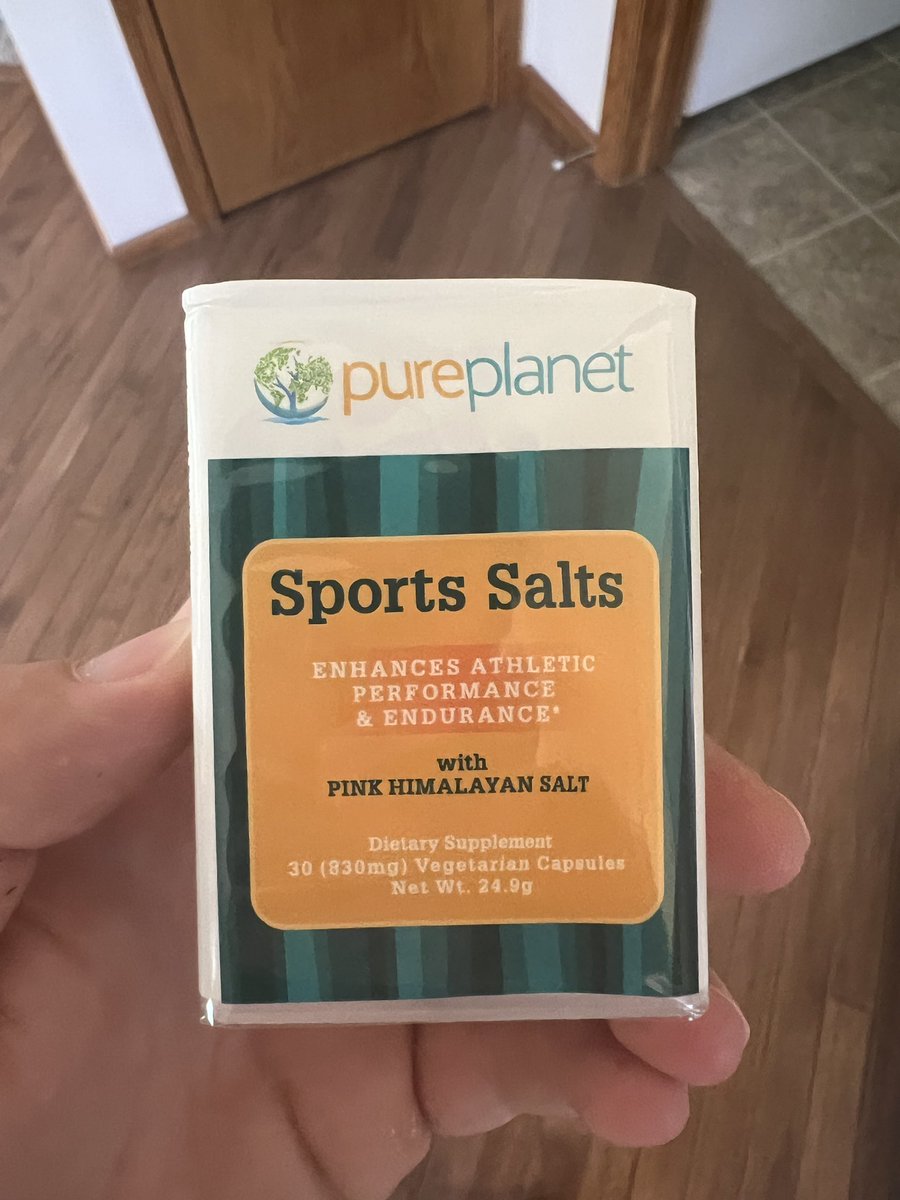 pureplanet
Sports Salts
ENHANCES ATHLETIC
PERFORMANCE
& ENDURANCE*
with
PINK HIMALAYAN SALT
Dietary Supplement
30 (830mg) Vegetarian Capsules
Net Wt. 24.9g